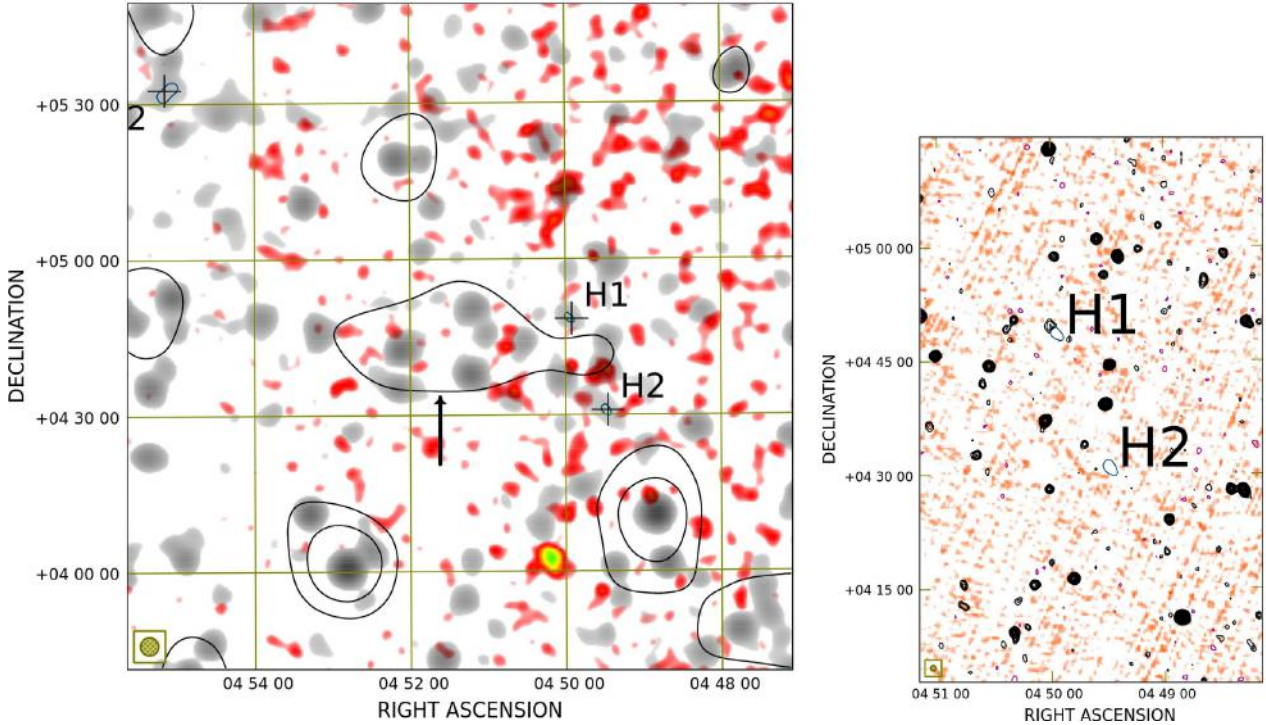 +05 30 00
2
+05 00 00
H1
H2
+04 30 00
+04 00 00
DECLINATION
04 54 00
04 52 00
04 50 00
04 48 00
RIGHT ASCENSION
+05 00 00
H1
+04 45 00
H2
+04 30 00
+04 15 00
DECLINATION
04 51 00
04 50 00
04 49 00
RIGHT ASCENSION